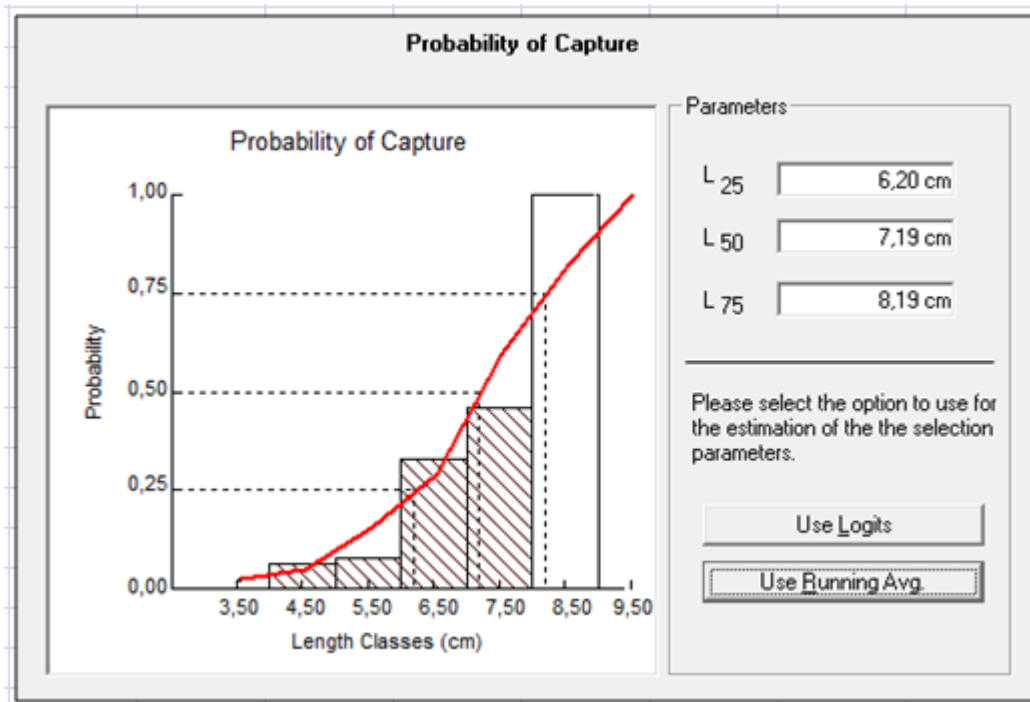 Probability of Capture
Probability of Capture
1,00
0,75
0,50
0,25
0,00
Probability
3,50 4,50 5,50 6,50 7,50 8,50 9,50
Length Classes (cm)
Parameters
L 25 6,20 cm
L 50 7,19 cm
L 75 8,19 cm
Please select the option to use for
the estimation of the the selection
parameters.
Use Logits
Use Running Avg.